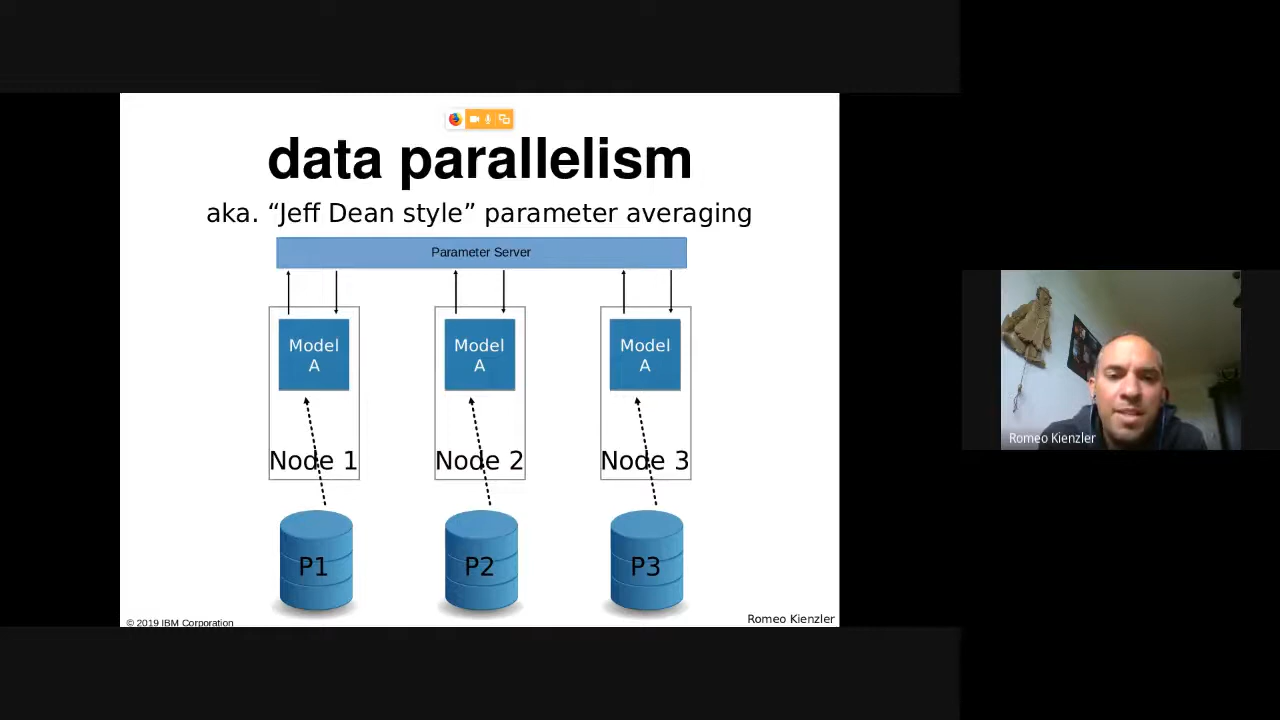 data parallelism
aka. “Jeff Dean style” parameter averaging
Parameter Server
Model
A
Model
A
Model
A
Node 1
Node 2
Node 3
P1
P2
P3
© 2019 IBM Corporation
Romeo Kienzler
Romeo Kienzler